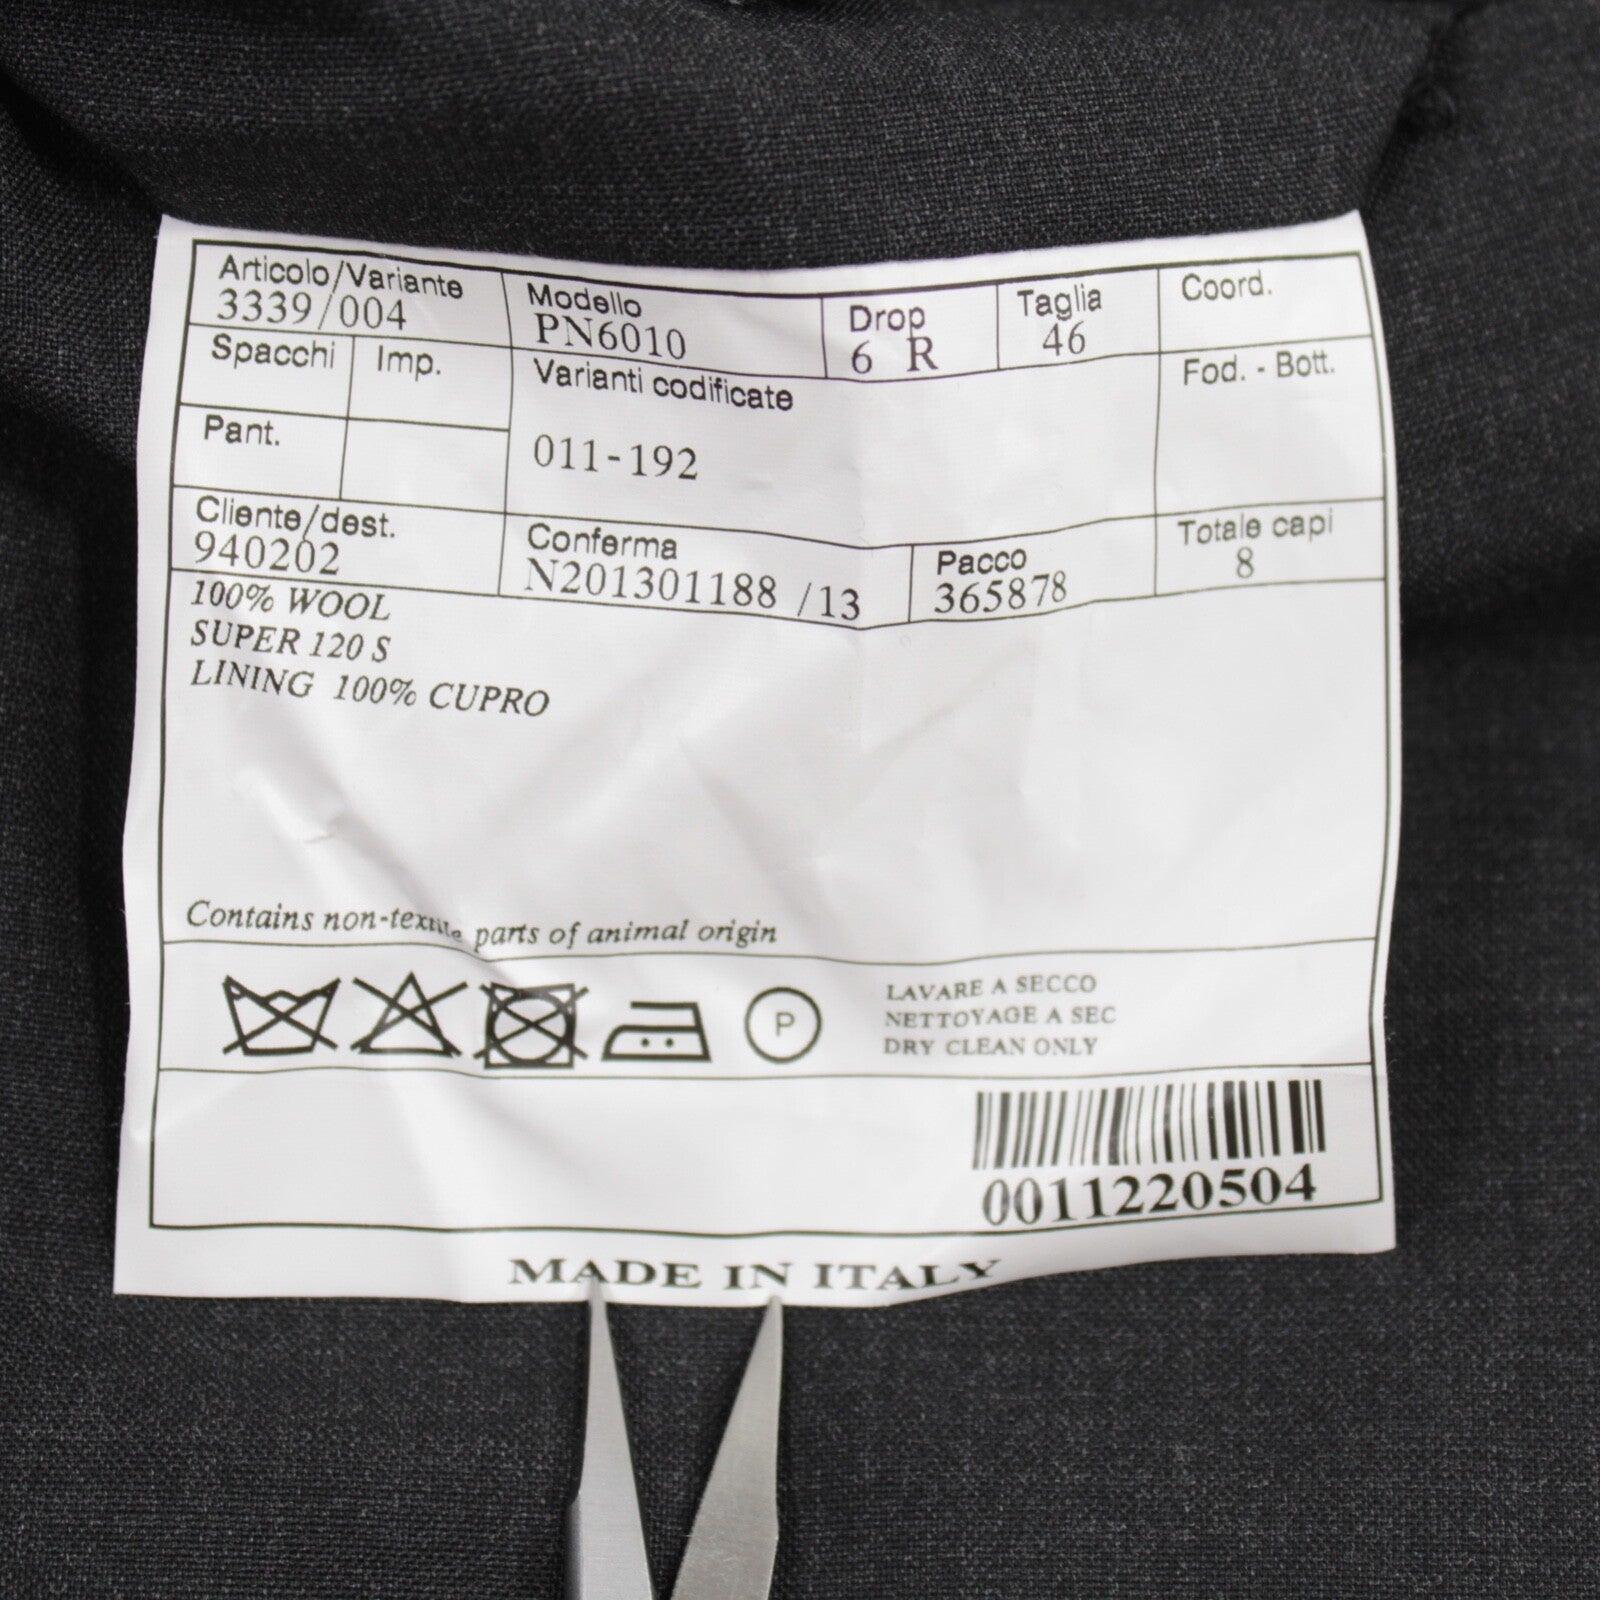 Articolo/Variante
3339/004
Modello
PN6010
Drop
6 R
Taglia
46
Coord.
Spacchi
Imp.
Varianti codificate
011-192
Fod. - Bott.
Pant.
Cliente/dest.
940202
Conferma
N201301188 /13
Pacco
365878
Totale capi
8
100% WOOL
SUPER 120 S
LINING 100% CUPRO
Contains non-textile parts of animal origin
P
LAVARE A SECCO
NETTOYAGE A SEC
DRY CLEAN ONLY
0011220504
MADE IN ITALY